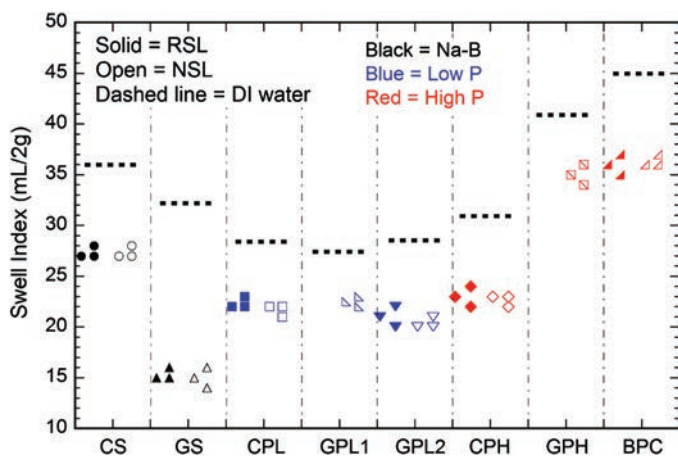 50
45
40
35
30
25
20
15
10
Swell Index (mL/2g)
Solid = RSL
Open = NSL
Dashed line = DI water
Black = Na-B
Blue = Low P
Red = High P
CS GS CPL GPL1 GPL2 CPH GPH BPC